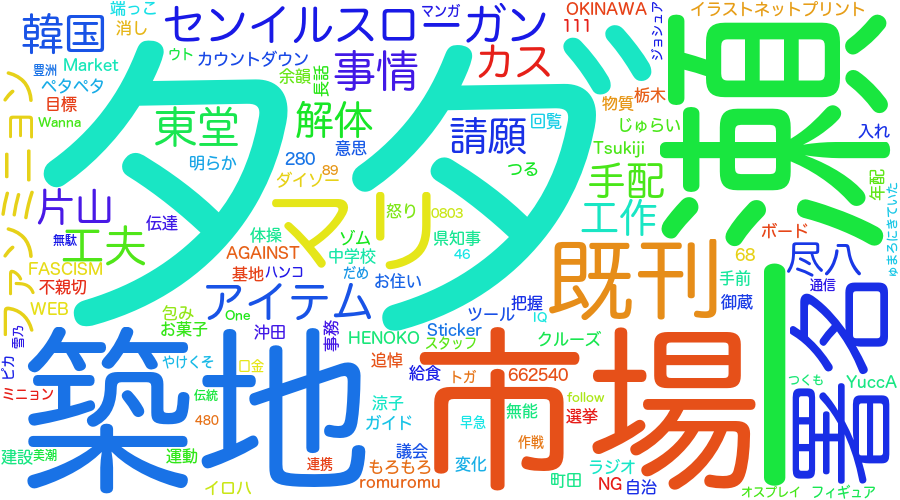 韓国
端っこ
消し
センイルスローガン
マンガ
OKINAWA
111
ジョシュア
イラストネットプリント
瀬一
タダ
豊洲
Market
ペタペタ
目標
Wanna
ウト
カウントダウン
余韻
長話
事情
カス
物質
栃木
東堂
解体
請願
回覧
じゅらい
入れ
明らか
280
意思
Tsukiji
89
ダイソー
つる
手配
年配
ファンミニョン
片山
伝達
マリ
怒り
0803
工作
ボード
ゅまろにきていた
無駄
工夫
体操
ゾム
県知事
既刊
68
尽八
FASCISM
AGAINST
中学校
46
手前
不親切
基地
ハンコ
だめ
お住い
御蔵
通信
WEB
アイテム
把握
署名
雪乃
包み
お菓子
One
沖田
事務
ツール
IQ
ピカ
築地
市場
HENOKO
Sticker
スタッフ
クルーズ
やけくそ
口金
追悼
給食
トガ
662540
follow
つくも
YuccA
ミニョン
伝統
480
涼子
ガイド
早急
無能
選挙
建設
美潮
運動
連携
議会
作戦
もろもろ
変化
ラジオ
イロハ
romuromu
町田
NG
自治
オスプレイ
フィギュア